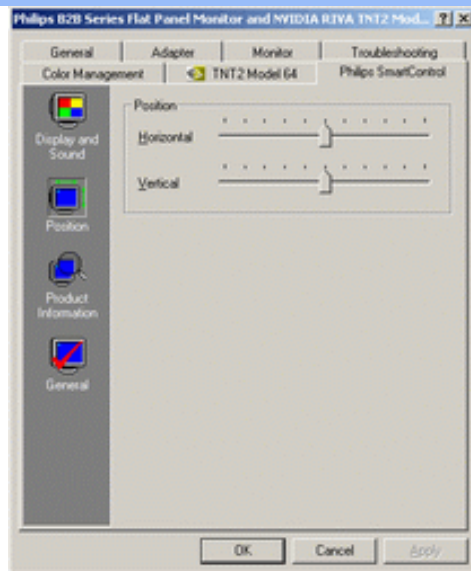 Philips B2B Series Flat Panel Monitor and NVIDIA RIVA TNT2 Mod...
General Adapter Monitor Troubleshooting
Color Management TNT2 Model 64 Philips SmartControl
Position
Display and
Sound
Horizontal
Vertical
Position
Product
Information
General
OK Cancel Apply